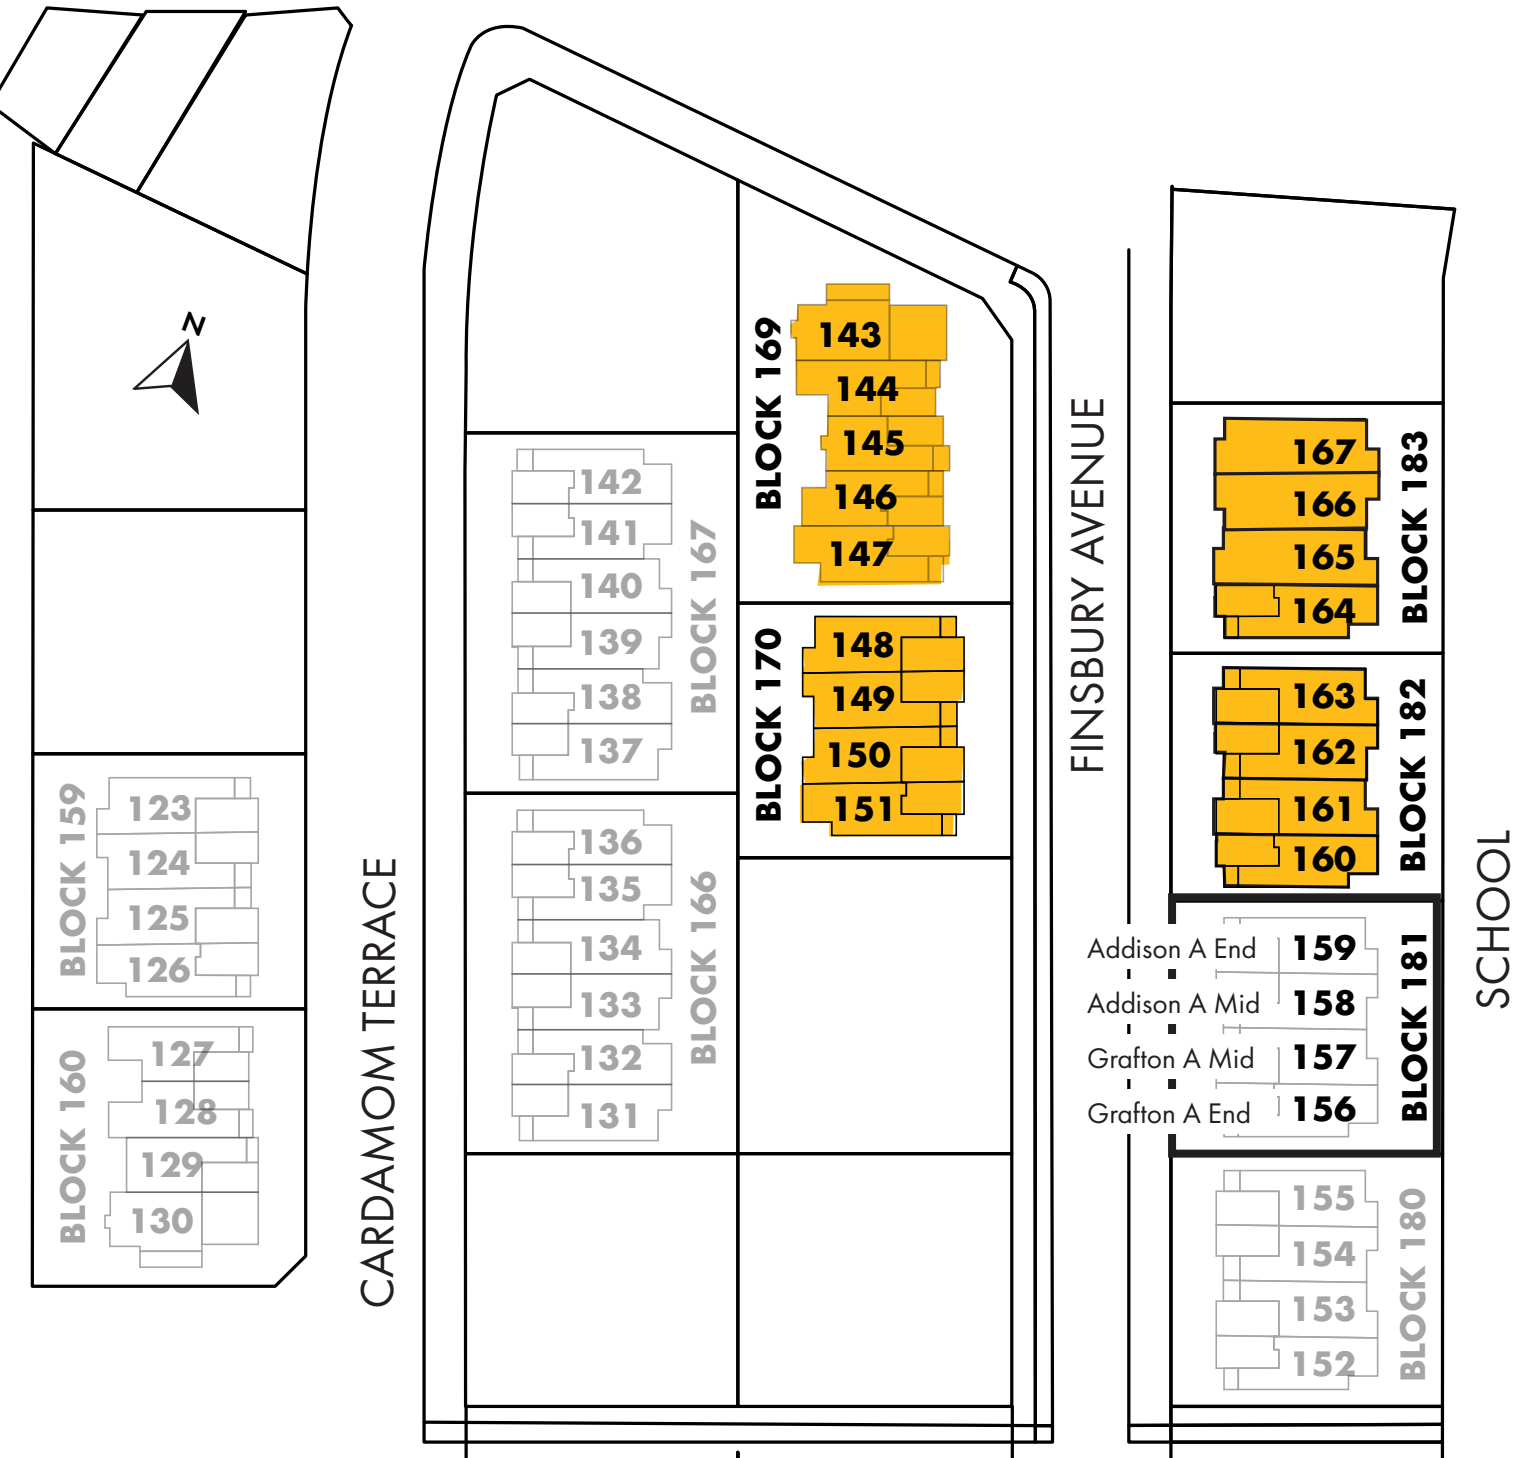 N
BLOCK 159
123
124
125
126
BLOCK 160
127
128
129
130
CARDAMOM TERRACE
142
141
140
139
138
137
BLOCK 167
136
135
134
133
132
131
BLOCK 166
BLOCK 169
143
144
145
146
147
BLOCK 170
148
149
150
151
FINSBURY AVENUE
167
166
165
164
BLOCK 183
163
162
161
160
BLOCK 182
Addison A End 159
Addison A Mid 158
Grafton A Mid 157
Grafton A End 156
BLOCK 181
155
154
153
152
BLOCK 180
SCHOOL